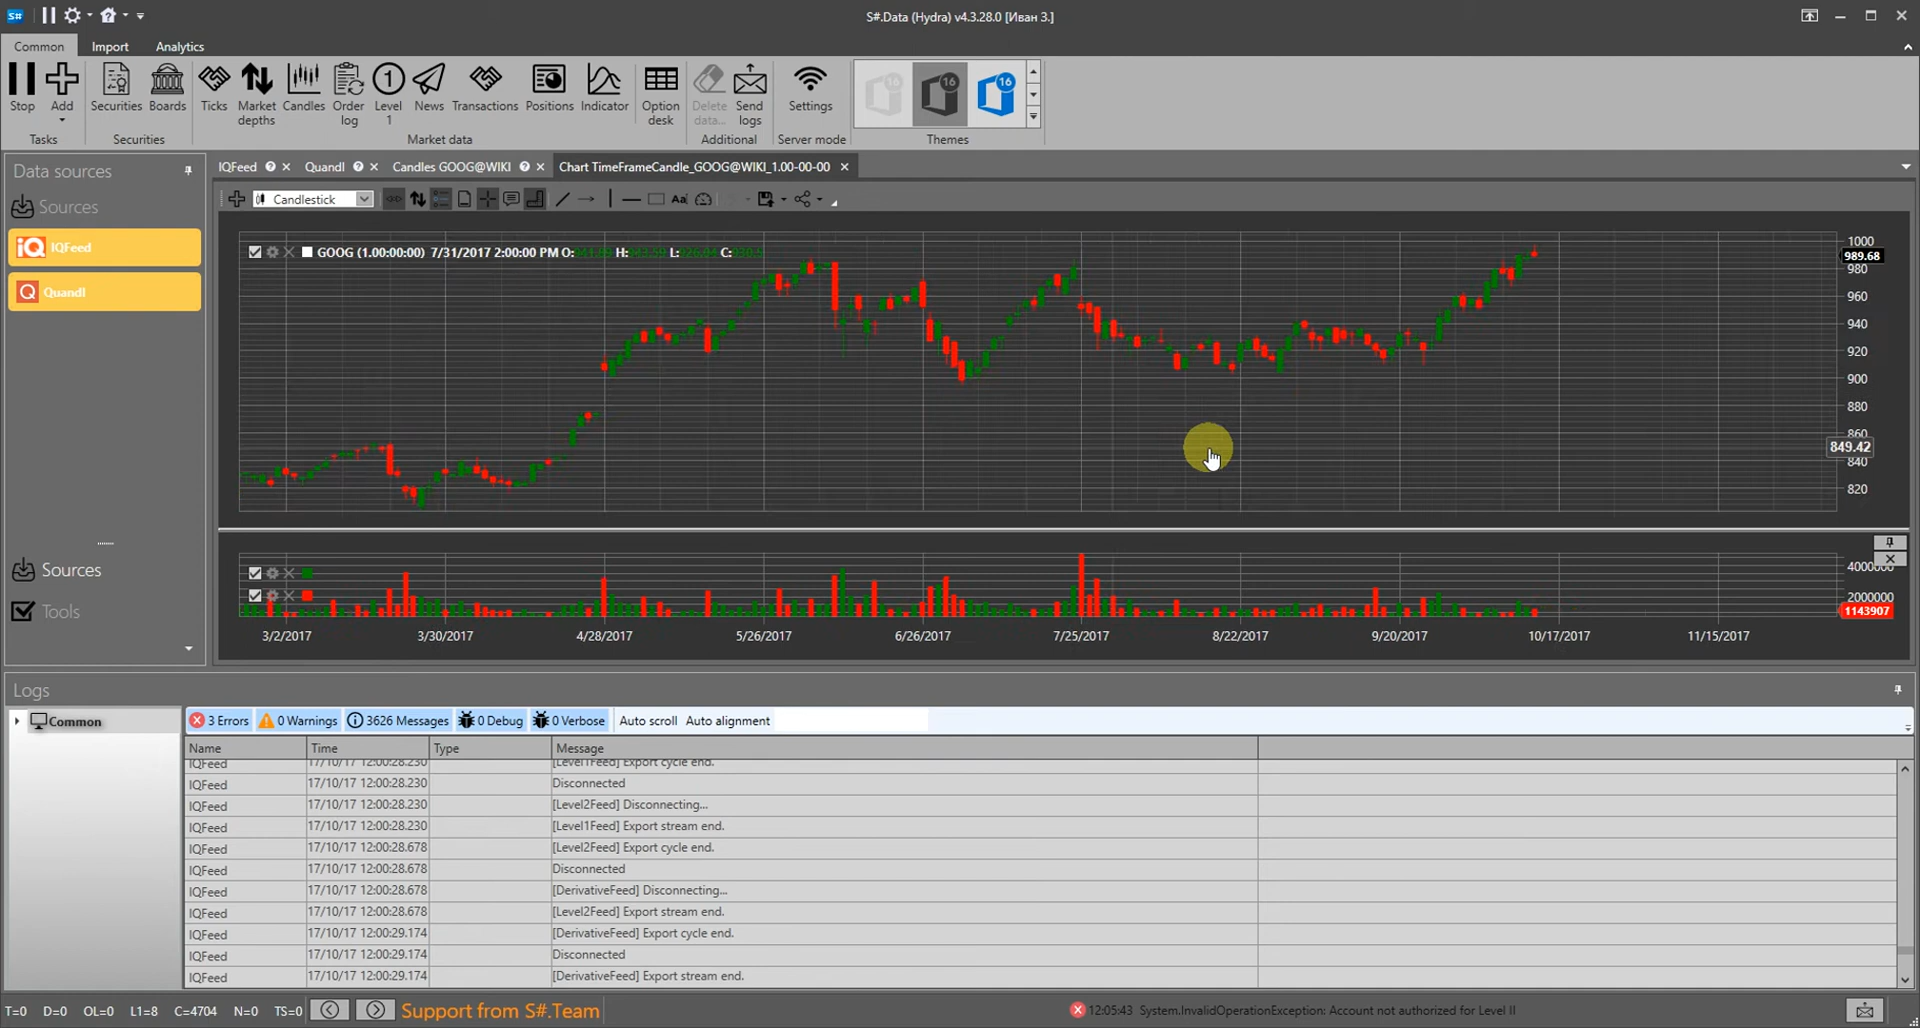 S#
S#.Data (Hydra) v4.3.28.0 [Иван З.]
Common Import Analytics
Stop Add Securities Boards Ticks Market depths Candles Order log Level 1 News Transactions Positions Indicator Option desk Delete data... Send logs Settings
Tasks Securities Market data Additional Server mode Themes
Data sources
Sources
IQFeed
Quandl
Sources
Tools
IQFeed Quandl Candles GOOG@WIKI Chart TimeFrameCandle_GOOG@WIKI_1.00-00-00
Candlestick
GOOG (1.00:00:00) 7/31/2017 2:00:00 PM O: H: L: C:
1000
989.68
980
960
940
920
900
880
860
849.42
840
820
4000000
2000000
1143907
3/2/2017 3/30/2017 4/28/2017 5/26/2017 6/26/2017 7/25/2017 8/22/2017 9/20/2017 10/17/2017 11/15/2017
Logs
Common
3 Errors 0 Warnings 3626 Messages 0 Debug 0 Verbose Auto scroll Auto alignment
Name Time Type Message
IQFeed 17/10/17 12:00:28.230 [Level1Feed] Export cycle end.
IQFeed 17/10/17 12:00:28.230 Disconnected
IQFeed 17/10/17 12:00:28.230 [Level2Feed] Disconnecting...
IQFeed 17/10/17 12:00:28.230 [Level1Feed] Export stream end.
IQFeed 17/10/17 12:00:28.678 [Level2Feed] Export cycle end.
IQFeed 17/10/17 12:00:28.678 Disconnected
IQFeed 17/10/17 12:00:28.678 [DerivativeFeed] Disconnecting...
IQFeed 17/10/17 12:00:28.678 [Level2Feed] Export stream end.
IQFeed 17/10/17 12:00:29.174 [DerivativeFeed] Export cycle end.
IQFeed 17/10/17 12:00:29.174 Disconnected
IQFeed 17/10/17 12:00:29.174 [DerivativeFeed] Export stream end.
T=0 D=0 OL=0 L1=8 C=4704 N=0 TS=0 Support from S#.Team 12:05:43 System.InvalidOperationException: Account not authorized for Level II